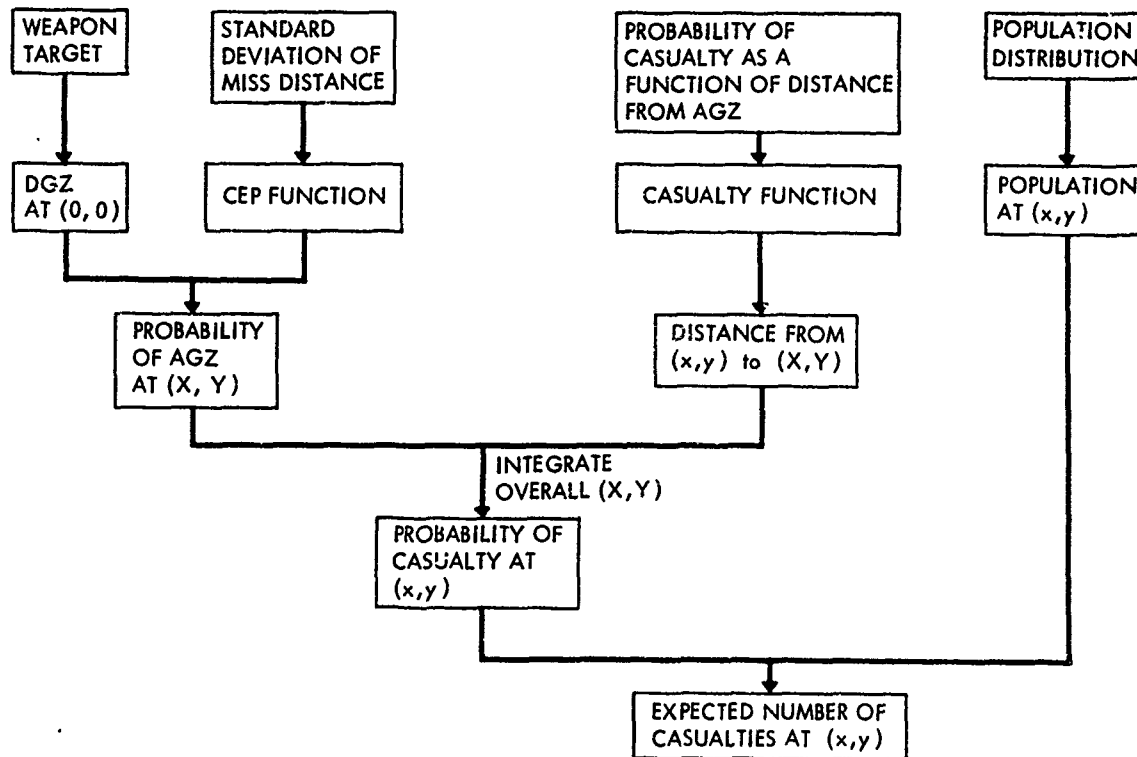 WEAPON
TARGET
STANDARD
DEVIATION OF
MISS DISTANCE
PROBABILITY OF
CASUALTY AS A
FUNCTION OF DISTANCE
FROM AGZ
POPULATION
DISTRIBUTION
DGZ
AT (0, 0)
CEP FUNCTION
CASUALTY FUNCTION
POPULATION
AT (x,y)
PROBABILITY
OF AGZ
AT (X, Y)
DISTANCE FROM
(x,y) to (X,Y)
INTEGRATE
OVERALL (X,Y)
PROBABILITY OF
CASUALTY AT
(x,y)
EXPECTED NUMBER OF
CASUALTIES AT (x,y)